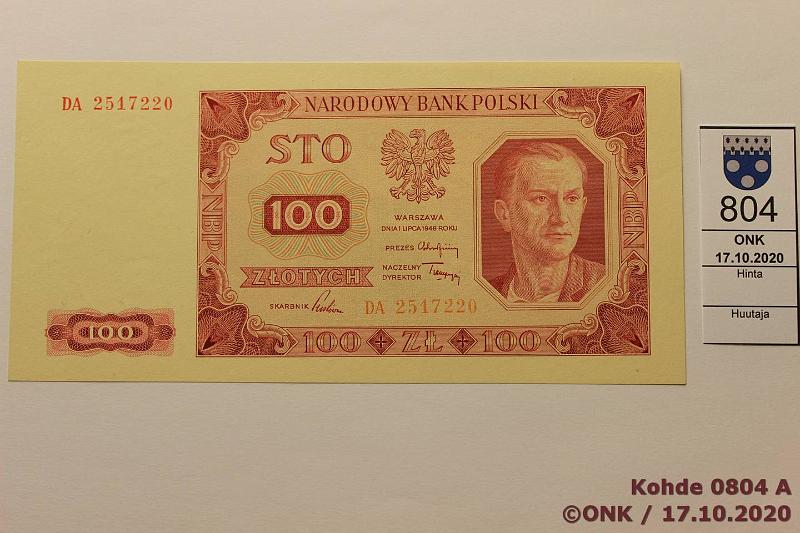 DA 2517220
NARODOWY BANK POLSKI
STO
100
WARSZAWA
DNIA 1 LIPCA 1948 ROKU
PREZES
NACZELNY
DYREKTOR
ZŁOTYCH
SKARBNIK
DA 2517220
NBP
NBP
100
100 ZŁ 100
804
ONK
17.10.2020
Hinta
Huutaja
Kohde 0804 A
©ONK / 17.10.2020